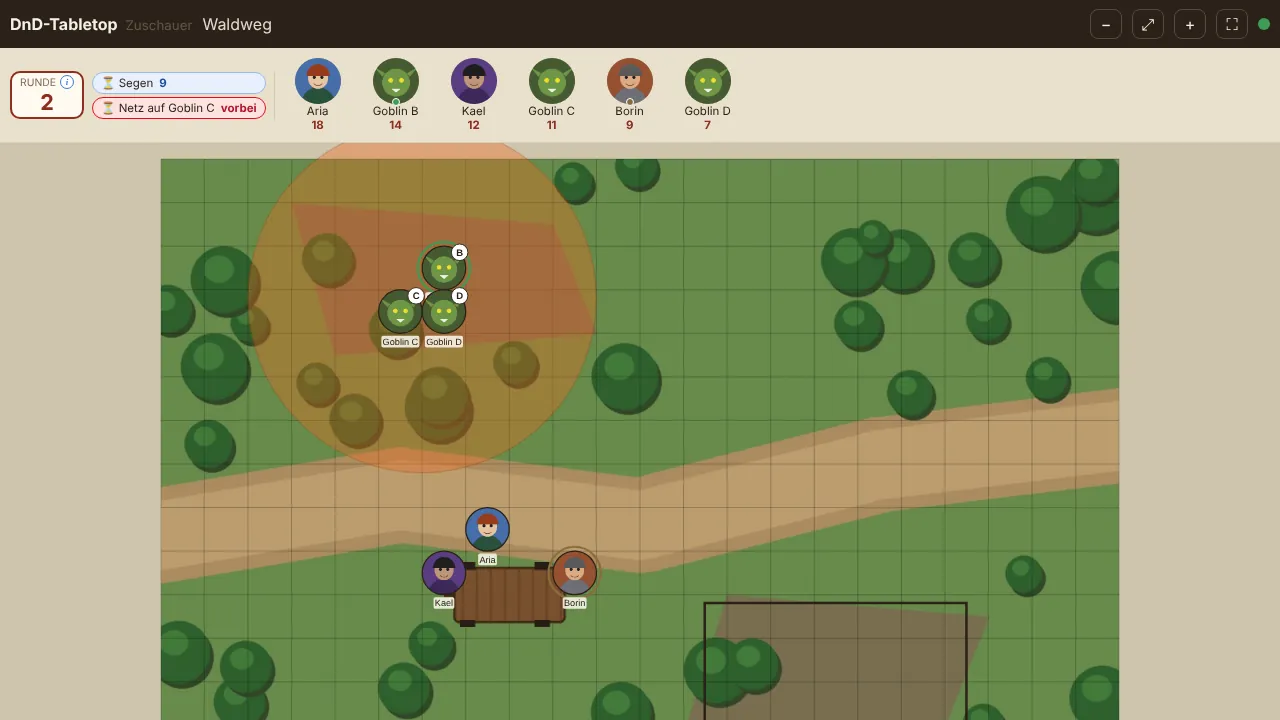 DnD-Tabletop Zuschauer Waldweg
RUNDE i
2
⏳ Segen 9
⏳ Netz auf Goblin C vorbei
Aria
18
Goblin B
14
Kael
12
Goblin C
11
Borin
9
Goblin D
7
B
C
D
Goblin C
Goblin D
Aria
Kael
Borin